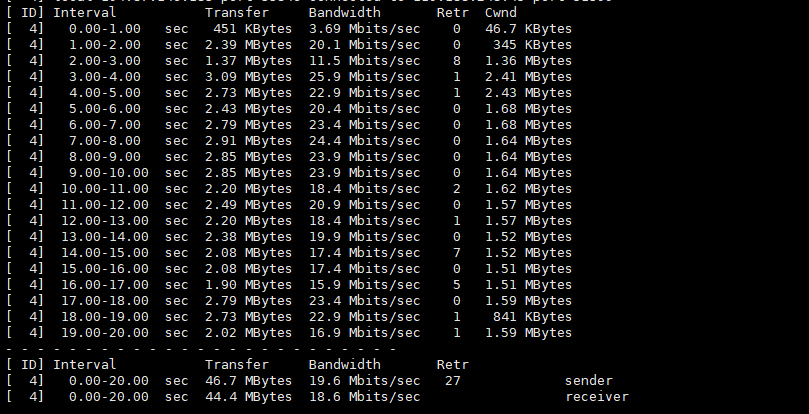 [ ID] Interval Transfer Bandwidth Retr Cwnd
[ 4] 0.00-1.00 sec 451 KBytes 3.69 Mbits/sec 0 46.7 KBytes
[ 4] 1.00-2.00 sec 2.39 MBytes 20.1 Mbits/sec 0 345 KBytes
[ 4] 2.00-3.00 sec 1.37 MBytes 11.5 Mbits/sec 8 1.36 MBytes
[ 4] 3.00-4.00 sec 3.09 MBytes 25.9 Mbits/sec 1 2.41 MBytes
[ 4] 4.00-5.00 sec 2.73 MBytes 22.9 Mbits/sec 1 2.43 MBytes
[ 4] 5.00-6.00 sec 2.43 MBytes 20.4 Mbits/sec 0 1.68 MBytes
[ 4] 6.00-7.00 sec 2.79 MBytes 23.4 Mbits/sec 0 1.68 MBytes
[ 4] 7.00-8.00 sec 2.91 MBytes 24.4 Mbits/sec 0 1.64 MBytes
[ 4] 8.00-9.00 sec 2.85 MBytes 23.9 Mbits/sec 0 1.64 MBytes
[ 4] 9.00-10.00 sec 2.85 MBytes 23.9 Mbits/sec 0 1.64 MBytes
[ 4] 10.00-11.00 sec 2.20 MBytes 18.4 Mbits/sec 2 1.62 MBytes
[ 4] 11.00-12.00 sec 2.49 MBytes 20.9 Mbits/sec 0 1.57 MBytes
[ 4] 12.00-13.00 sec 2.20 MBytes 18.4 Mbits/sec 1 1.57 MBytes
[ 4] 13.00-14.00 sec 2.38 MBytes 19.9 Mbits/sec 0 1.52 MBytes
[ 4] 14.00-15.00 sec 2.08 MBytes 17.4 Mbits/sec 7 1.52 MBytes
[ 4] 15.00-16.00 sec 2.08 MBytes 17.4 Mbits/sec 0 1.51 MBytes
[ 4] 16.00-17.00 sec 1.90 MBytes 15.9 Mbits/sec 5 1.51 MBytes
[ 4] 17.00-18.00 sec 2.79 MBytes 23.4 Mbits/sec 0 1.59 MBytes
[ 4] 18.00-19.00 sec 2.73 MBytes 22.9 Mbits/sec 1 841 KBytes
[ 4] 19.00-20.00 sec 2.02 MBytes 16.9 Mbits/sec 1 1.59 MBytes
- - - - - - - - - - - - - - - - - - - - - - - - -
[ ID] Interval Transfer Bandwidth Retr
[ 4] 0.00-20.00 sec 46.7 MBytes 19.6 Mbits/sec 27 sender
[ 4] 0.00-20.00 sec 44.4 MBytes 18.6 Mbits/sec receiver